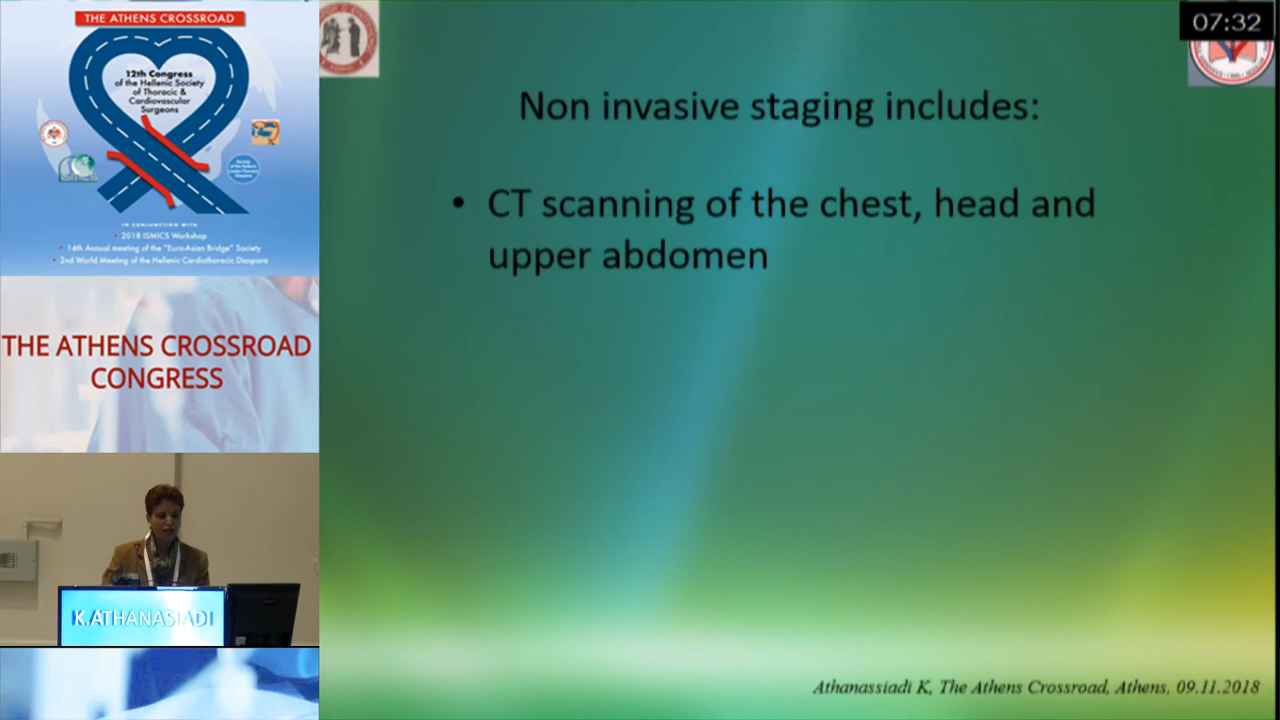 THE ATHENS CROSSROAD
12th Congress
of the Hellenic Society
of Thoracic &
Cardiovascular
Surgeons
IN CONJUNCTION WITH
• 2018 ISMICS Workshop
• 14th Annual meeting of the "Euro-Asian Bridge" Society
• 2nd World Meeting of the Hellenic Cardiothoracic Diaspora
THE ATHENS CROSSROAD
CONGRESS
K.ATHANASIADI
07:32
Non invasive staging includes:
• CT scanning of the chest, head and
upper abdomen
Athanassiadi K, The Athens Crossroad, Athens, 09.11.2018